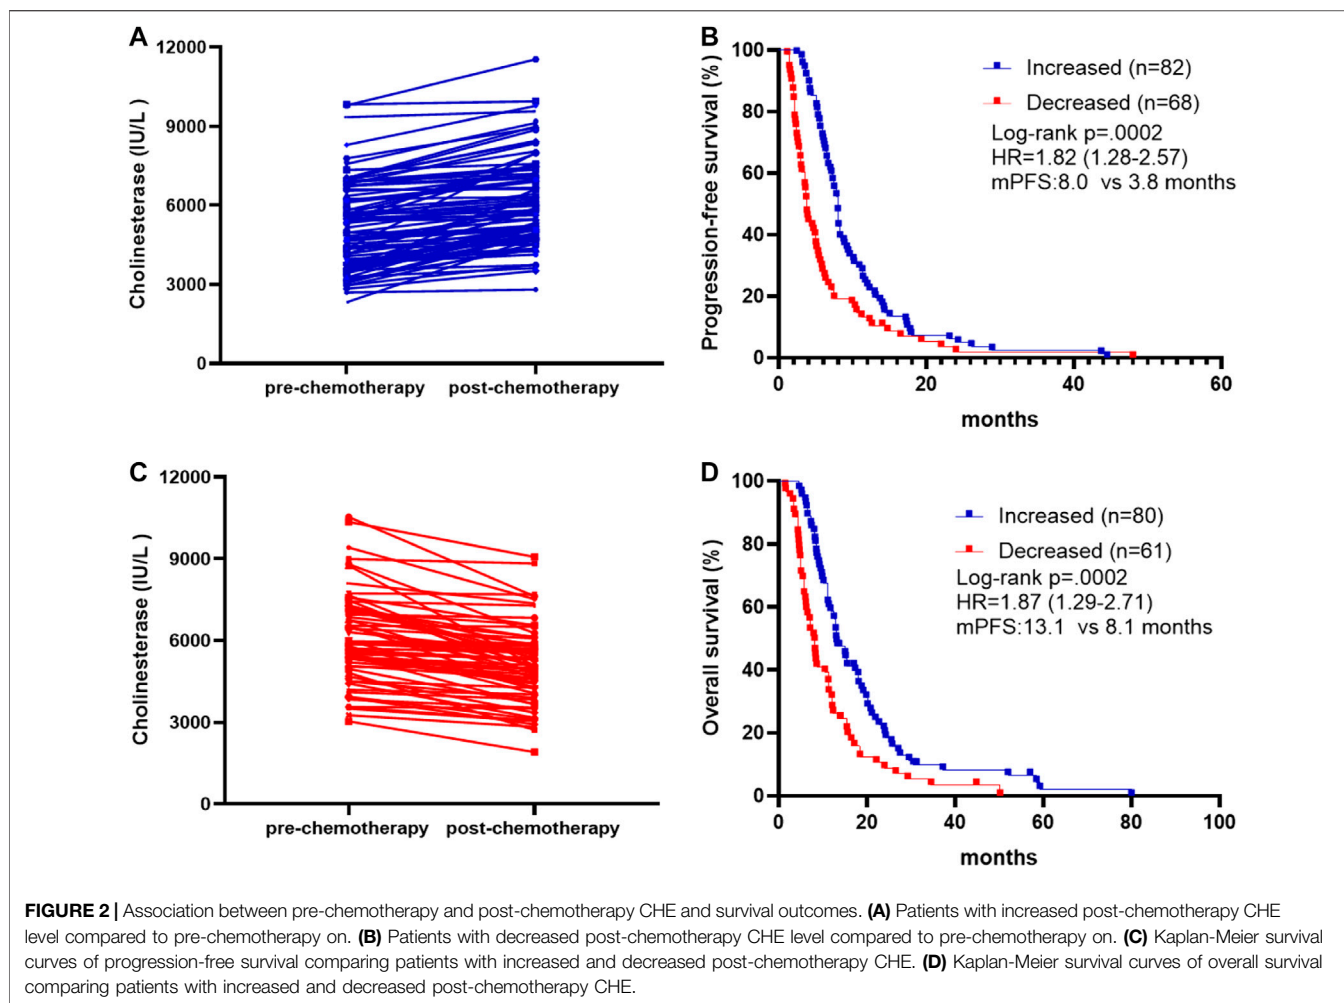 A
12000
9000
6000
3000
0
Cholinesterase (IU/L )
pre-chemotherapy
post-chemotherapy
B
100
80
60
40
20
0
Progression-free survival (%)
Increased (n=82)
Decreased (n=68)
Log-rank p=.0002
HR=1.82 (1.28-2.57)
mPFS:8.0 vs 3.8 months
0
20
40
60
months
C
12000
9000
6000
3000
0
Cholinesterase (IU/L )
pre-chemotherapy
post-chemotherapy
D
100
80
60
40
20
0
Overall survival (%)
Increased (n=80)
Decreased (n=61)
Log-rank p=.0002
HR=1.87 (1.29-2.71)
mPFS:13.1 vs 8.1 months
0
20
40
60
80
100
months
FIGURE 2 | Association between pre-chemotherapy and post-chemotherapy CHE and survival outcomes. (A) Patients with increased post-chemotherapy CHE
level compared to pre-chemotherapy on. (B) Patients with decreased post-chemotherapy CHE level compared to pre-chemotherapy on. (C) Kaplan-Meier survival
curves of progression-free survival comparing patients with increased and decreased post-chemotherapy CHE. (D) Kaplan-Meier survival curves of overall survival
comparing patients with increased and decreased post-chemotherapy CHE.